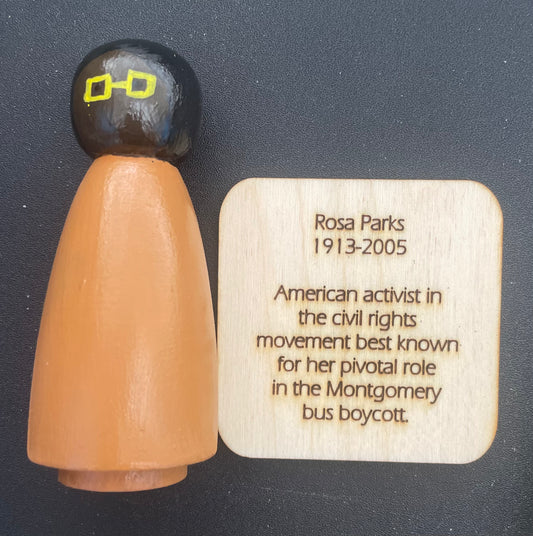 Rosa Parks
1913-2005
American activist in
the civil rights
movement best known
for her pivotal role
in the Montgomery
bus boycott.